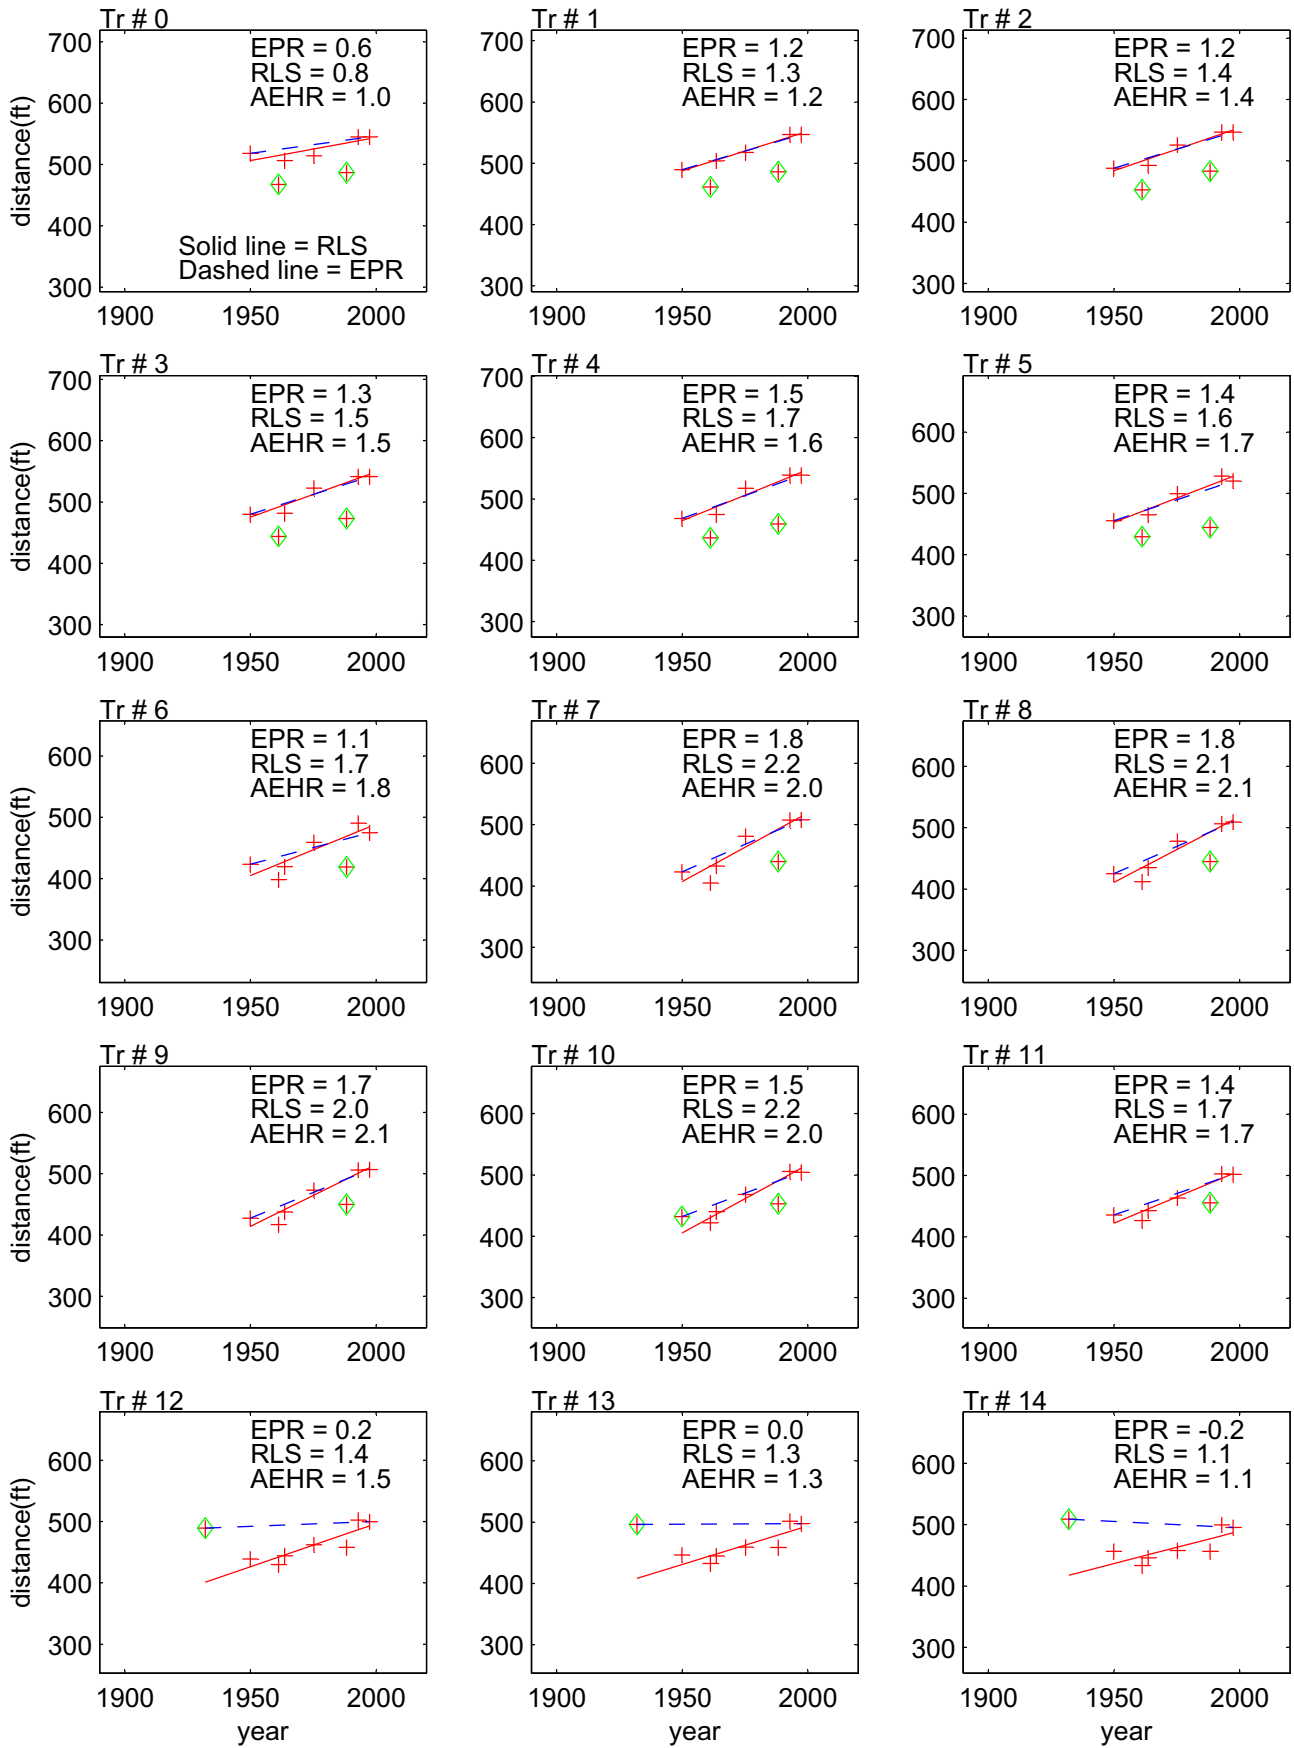 Tr # 0
700
600
500
400
300
distance(ft)
EPR = 0.6
RLS = 0.8
AEHR = 1.0
Solid line = RLS
Dashed line = EPR
1900 1950 2000
Tr # 1
700
600
500
400
300
EPR = 1.2
RLS = 1.3
AEHR = 1.2
1900 1950 2000
Tr # 2
700
600
500
400
300
EPR = 1.2
RLS = 1.4
AEHR = 1.4
1900 1950 2000
Tr # 3
700
600
500
400
300
distance(ft)
EPR = 1.3
RLS = 1.5
AEHR = 1.5
1900 1950 2000
Tr # 4
700
600
500
400
300
EPR = 1.5
RLS = 1.7
AEHR = 1.6
1900 1950 2000
Tr # 5
600
500
400
300
EPR = 1.4
RLS = 1.6
AEHR = 1.7
1900 1950 2000
Tr # 6
600
500
400
300
distance(ft)
EPR = 1.1
RLS = 1.7
AEHR = 1.8
1900 1950 2000
Tr # 7
600
500
400
300
EPR = 1.8
RLS = 2.2
AEHR = 2.0
1900 1950 2000
Tr # 8
600
500
400
300
EPR = 1.8
RLS = 2.1
AEHR = 2.1
1900 1950 2000
Tr # 9
600
500
400
300
distance(ft)
EPR = 1.7
RLS = 2.0
AEHR = 2.1
1900 1950 2000
Tr # 10
600
500
400
300
EPR = 1.5
RLS = 2.2
AEHR = 2.0
1900 1950 2000
Tr # 11
600
500
400
300
EPR = 1.4
RLS = 1.7
AEHR = 1.7
1900 1950 2000
Tr # 12
600
500
400
300
distance(ft)
EPR = 0.2
RLS = 1.4
AEHR = 1.5
1900 1950 2000
year
Tr # 13
600
500
400
300
EPR = 0.0
RLS = 1.3
AEHR = 1.3
1900 1950 2000
year
Tr # 14
600
500
400
300
EPR = -0.2
RLS = 1.1
AEHR = 1.1
1900 1950 2000
year